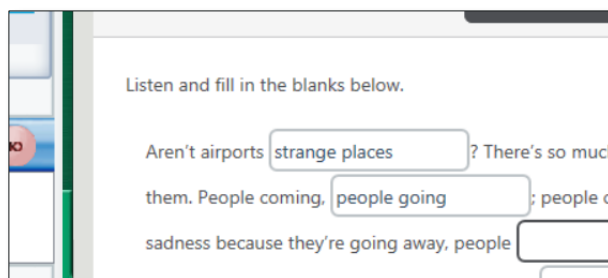 Listen and fill in the blanks below.
Aren't airports strange places ? There's so much
them. People coming, people going ; people
sadness because they're going away, people